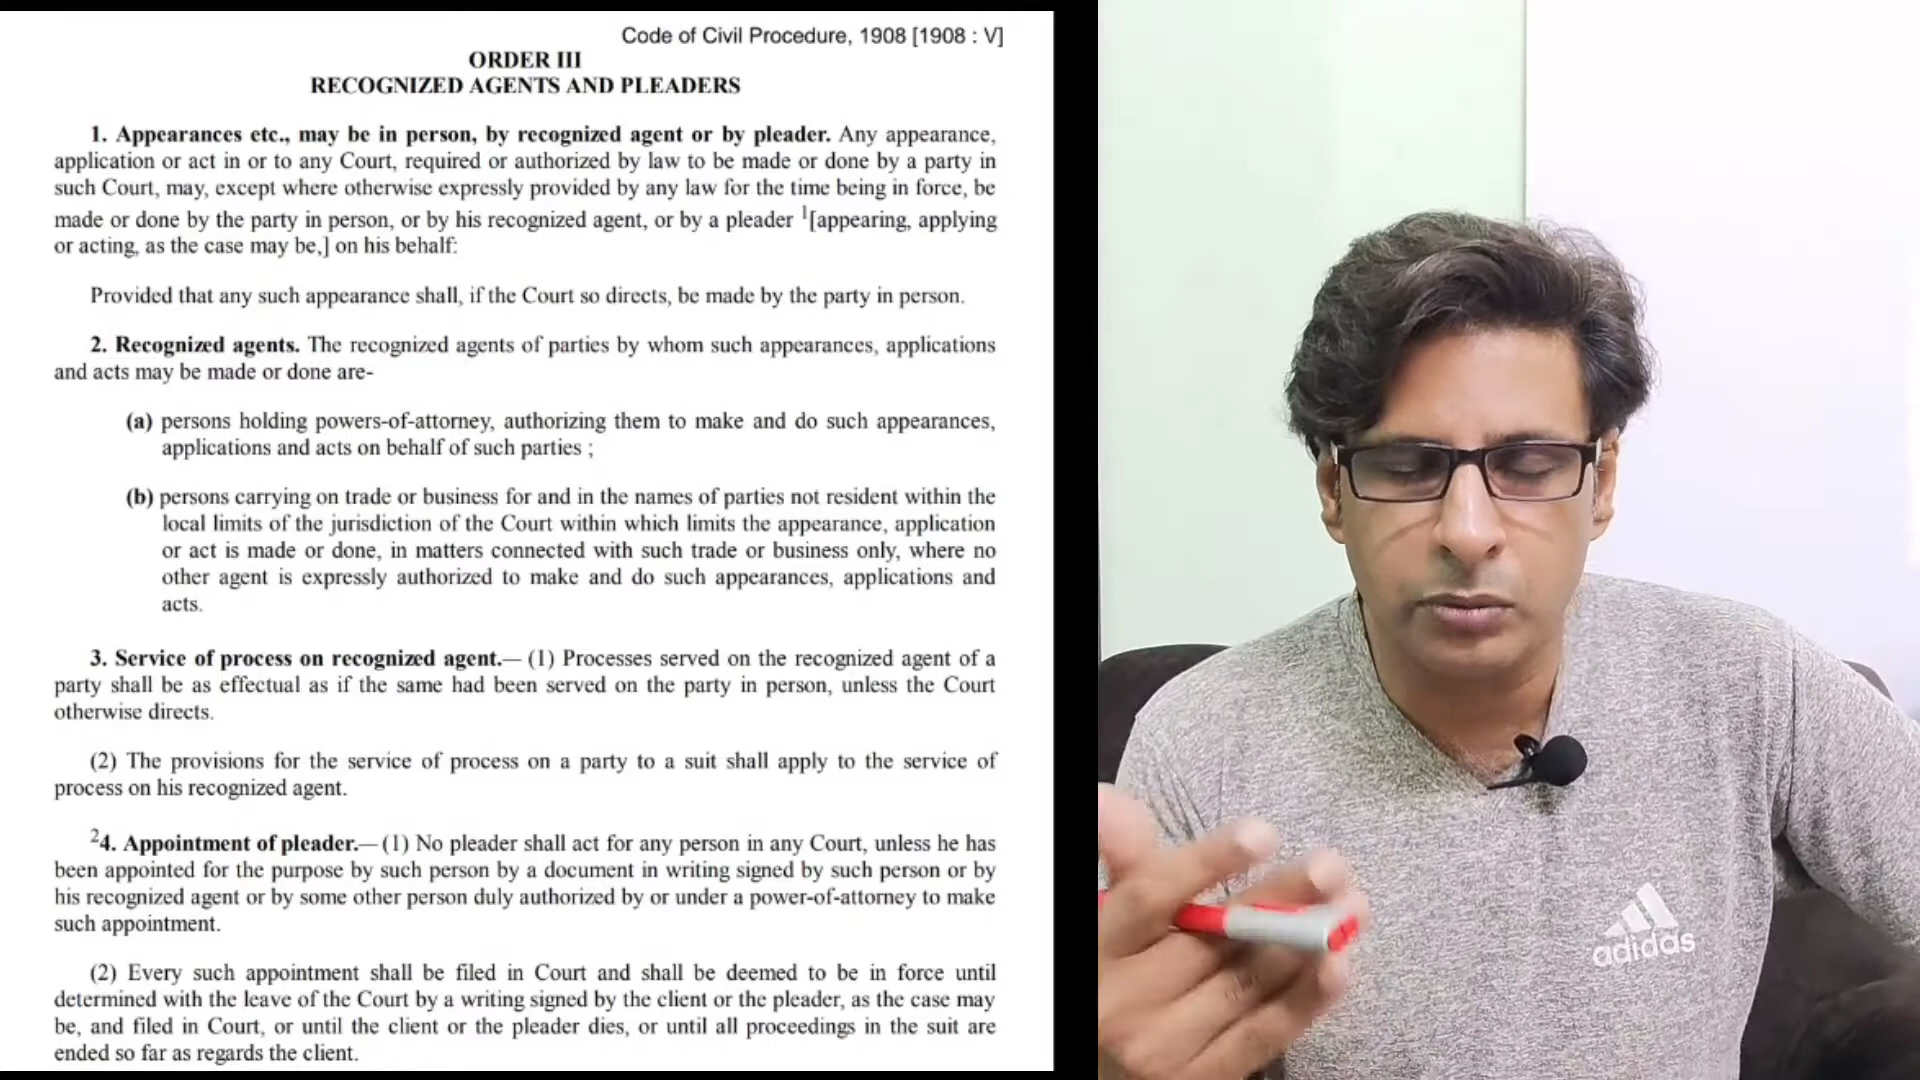 Code of Civil Procedure, 1908 [1908 : V]
ORDER III
RECOGNIZED AGENTS AND PLEADERS
1. Appearances etc., may be in person, by recognized agent or by pleader. Any appearance,
application or act in or to any Court, required or authorized by law to be made or done by a party in
such Court, may, except where otherwise expressly provided by any law for the time being in force, be
made or done by the party in person, or by his recognized agent, or by a pleader 1[appearing, applying
or acting, as the case may be,] on his behalf:
Provided that any such appearance shall, if the Court so directs, be made by the party in person.
2. Recognized agents. The recognized agents of parties by whom such appearances, applications
and acts may be made or done are-
(a) persons holding powers-of-attorney, authorizing them to make and do such appearances,
applications and acts on behalf of such parties ;
(b) persons carrying on trade or business for and in the names of parties not resident within the
local limits of the jurisdiction of the Court within which limits the appearance, application
or act is made or done, in matters connected with such trade or business only, where no
other agent is expressly authorized to make and do such appearances, applications and
acts.
3. Service of process on recognized agent.— (1) Processes served on the recognized agent of a
party shall be as effectual as if the same had been served on the party in person, unless the Court
otherwise directs.
(2) The provisions for the service of process on a party to a suit shall apply to the service of
process on his recognized agent.
24. Appointment of pleader.— (1) No pleader shall act for any person in any Court, unless he has
been appointed for the purpose by such person by a document in writing signed by such person or by
his recognized agent or by some other person duly authorized by or under a power-of-attorney to make
such appointment.
(2) Every such appointment shall be filed in Court and shall be deemed to be in force until
determined with the leave of the Court by a writing signed by the client or the pleader, as the case may
be, and filed in Court, or until the client or the pleader dies, or until all proceedings in the suit are
ended so far as regards the client.
adidas